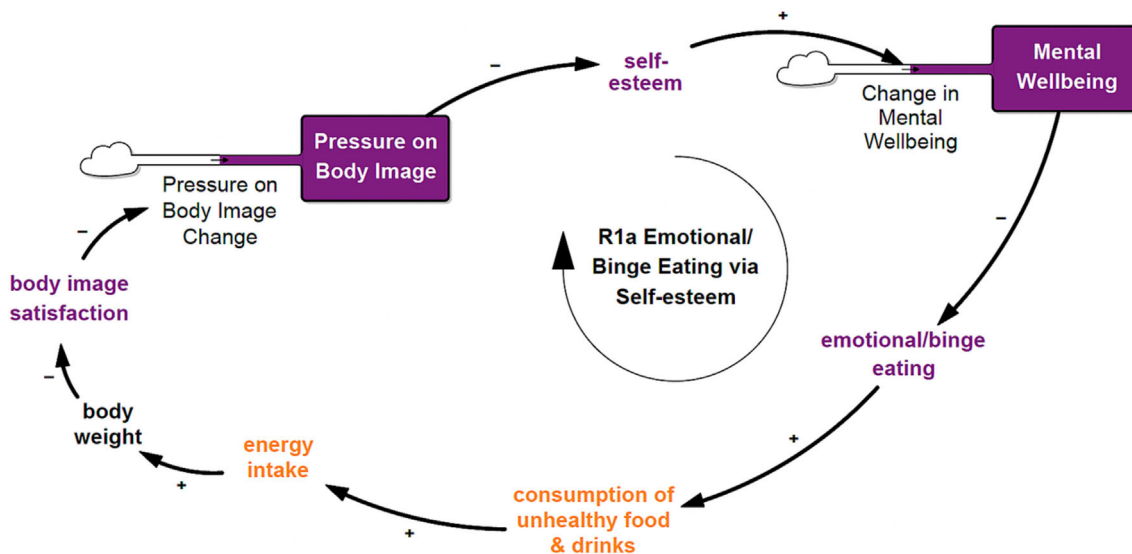 +
self-
esteem
–
Mental
Wellbeing
Change in
Mental
Wellbeing
Pressure on
Body Image
Pressure on
Body Image
Change
–
–
R1a Emotional/
Binge Eating via
Self-esteem
body image
satisfaction
emotional/binge
eating
–
body
weight
+
energy
intake
+
consumption of
unhealthy food
& drinks
+